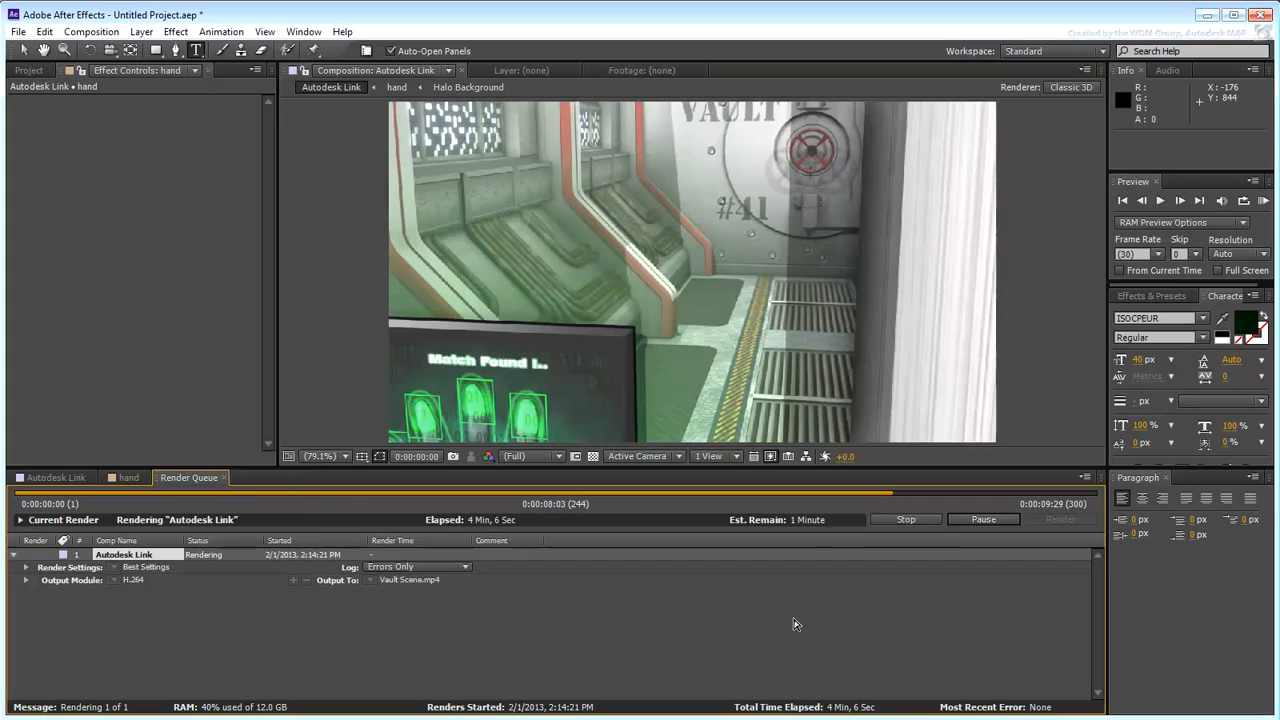 Adobe After Effects - Untitled Project.aep *
File Edit Composition Layer Effect Animation View Window Help
Created by the WDM Group, Autodesk M&E
Auto-Open Panels
Workspace: Standard
Search Help
Project
Effect Controls: hand
Composition: Autodesk Link
Layer: (none)
Footage: (none)
Info
Audio
Autodesk Link • hand
Autodesk Link
hand
Halo Background
Renderer: Classic 3D
R:
G:
B:
A: 0
X: -176
Y: 844
VAULT
#41
Match Found I..
Preview
RAM Preview Options
Frame Rate Skip Resolution
(30) 0 Auto
From Current Time Full Screen
Effects & Presets
Characte
ISOCPEUR
Regular
40 px Auto
Metrics 0
- px
100 % 100 %
0 px 0 %
(79.1%) 0:00:00:00 (Full) Active Camera 1 View +0.0
Autodesk Link
hand
Render Queue
Paragraph
0:00:00:00 (1) 0:00:08:03 (244) 0:00:09:29 (300)
Current Render Rendering "Autodesk Link" Elapsed: 4 Min, 6 Sec Est. Remain: 1 Minute Stop Pause Render
0 px 0 px 0 px
0 px 0 px
Render # Comp Name Status Started Render Time Comment
1 Autodesk Link Rendering 2/1/2013, 2:14:21 PM -
Render Settings: Best Settings Log: Errors Only
Output Module: H.264 + - Output To: Vault Scene.mp4
Message: Rendering 1 of 1 RAM: 40% used of 12.0 GB Renders Started: 2/1/2013, 2:14:21 PM Total Time Elapsed: 4 Min, 6 Sec Most Recent Error: None